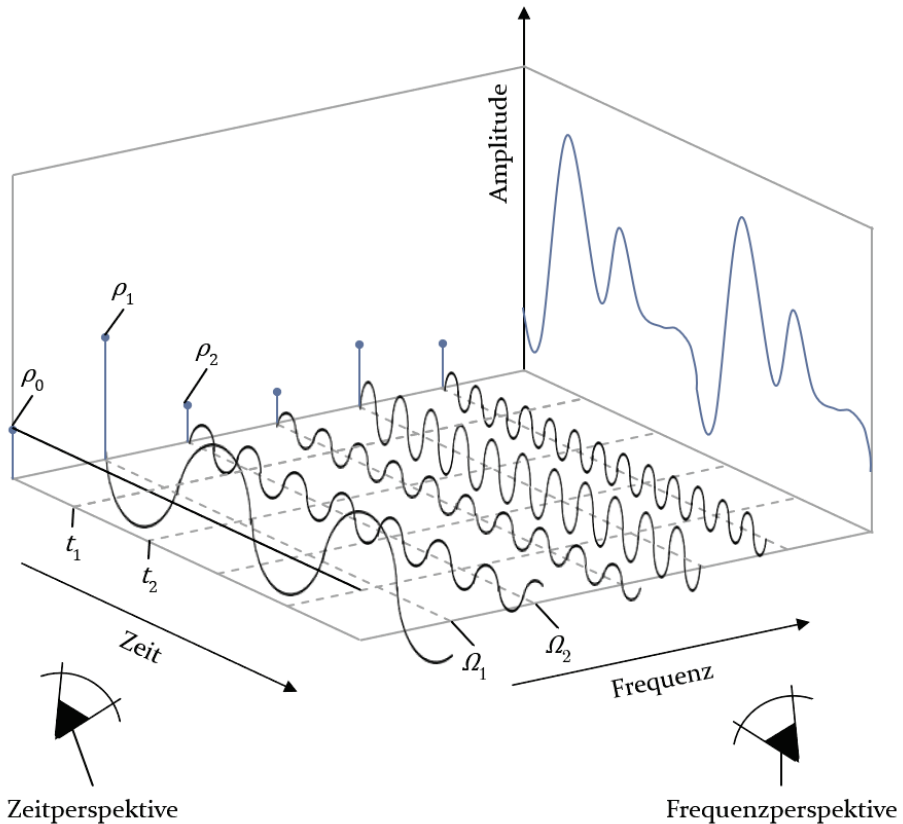 Amplitude
ρ1
ρ2
ρ0
t1
t2
Zeit
Ω1
Ω2
Frequenz
Zeitperspektive
Frequenzperspektive